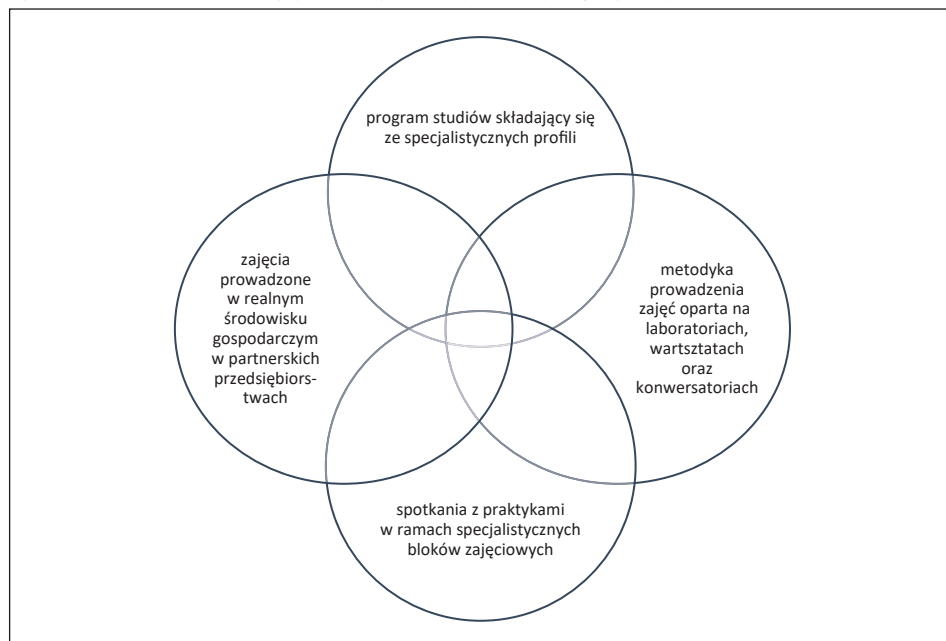 program studiów składający się
ze specjalistycznych profili
zajęcia
prowadzone
w realnym
środowisku
gospodarczym
w partnerskich
przedsiębiors-
twach
metodyka
prowadzenia
zajęć oparta na
laboratoriach,
wartsztatach
oraz
konwersatoriach
spotkania z praktykami
w ramach specjalistycznych
bloków zajęciowych